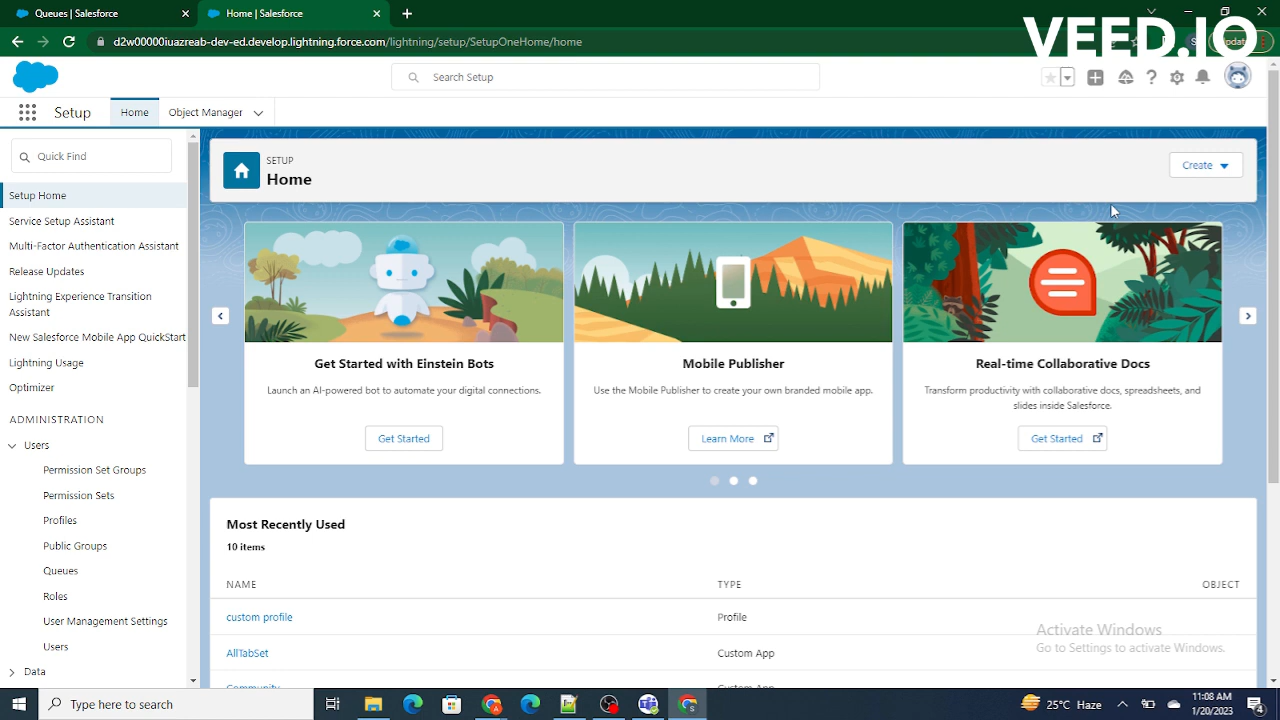 Queues | Salesforce
Home | Salesforce
VEED.IO
d2w00000iuazreab-dev-ed.develop.lightning.force.com/lightning/setup/SetupOneHome/home
Search Setup
Setup
Home
Object Manager
Quick Find
Setup Home
Service Setup Assistant
Multi-Factor Authentication Assistant
Release Updates
Lightning Experience Transition
Assistant
New Salesforce Mobile App QuickStart
Lightning Usage
Optimizer
ADMINISTRATION
Users
Permission Set Groups
Permission Sets
Profiles
Public Groups
Queues
Roles
User Management Settings
Users
Data
SETUP
Home
Create
Get Started with Einstein Bots
Launch an AI-powered bot to automate your digital connections.
Get Started
Mobile Publisher
Use the Mobile Publisher to create your own branded mobile app.
Learn More
Real-time Collaborative Docs
Transform productivity with collaborative docs, spreadsheets, and
slides inside Salesforce.
Get Started
Most Recently Used
10 items
NAME
TYPE
OBJECT
custom profile
Profile
AllTabSet
Custom App
Community
Custom App
Activate Windows
Go to Settings to activate Windows.
Type here to search
25°C Haze
11:08 AM
1/20/2023
4